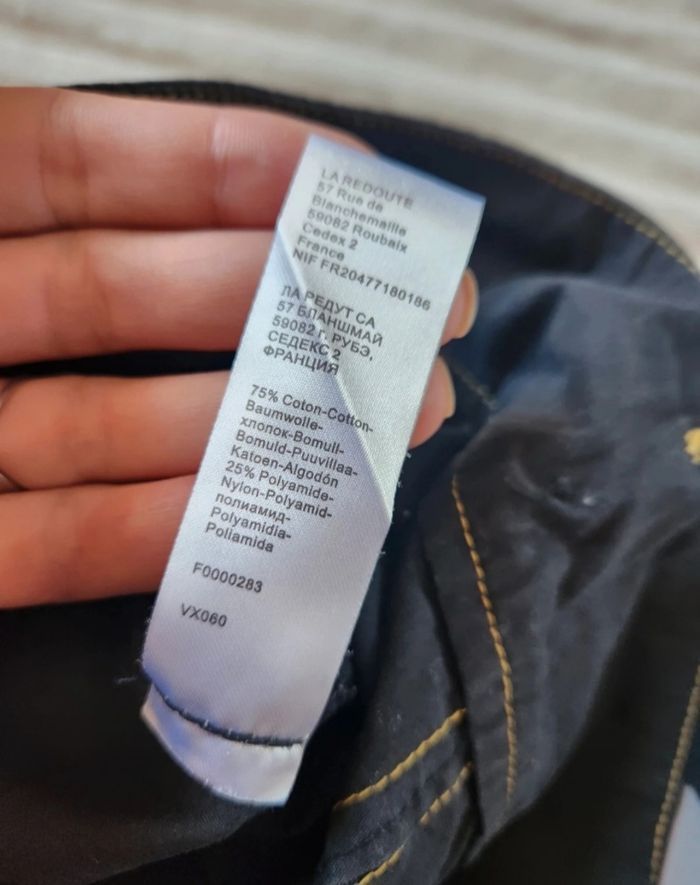 LA REDOUTE
57 Rue de
Blanchemaille
59082 Roubaix
Cedex 2
France
NIF FR20477180186
ЛА РЕДУТ СА
57 БЛАНШМАЙ
59082 г. РУБЭ,
СЕДЕКС 2
ФРАНЦИЯ
75% Coton-Cotton-
Baumwolle-
хлопок-Bomull-
Bomuld-Puuvillaa-
Katoen-Algodón
25% Polyamide-
Nylon-Polyamid-
полиамид-
Polyamidia-
Poliamida
F0000283
VX060